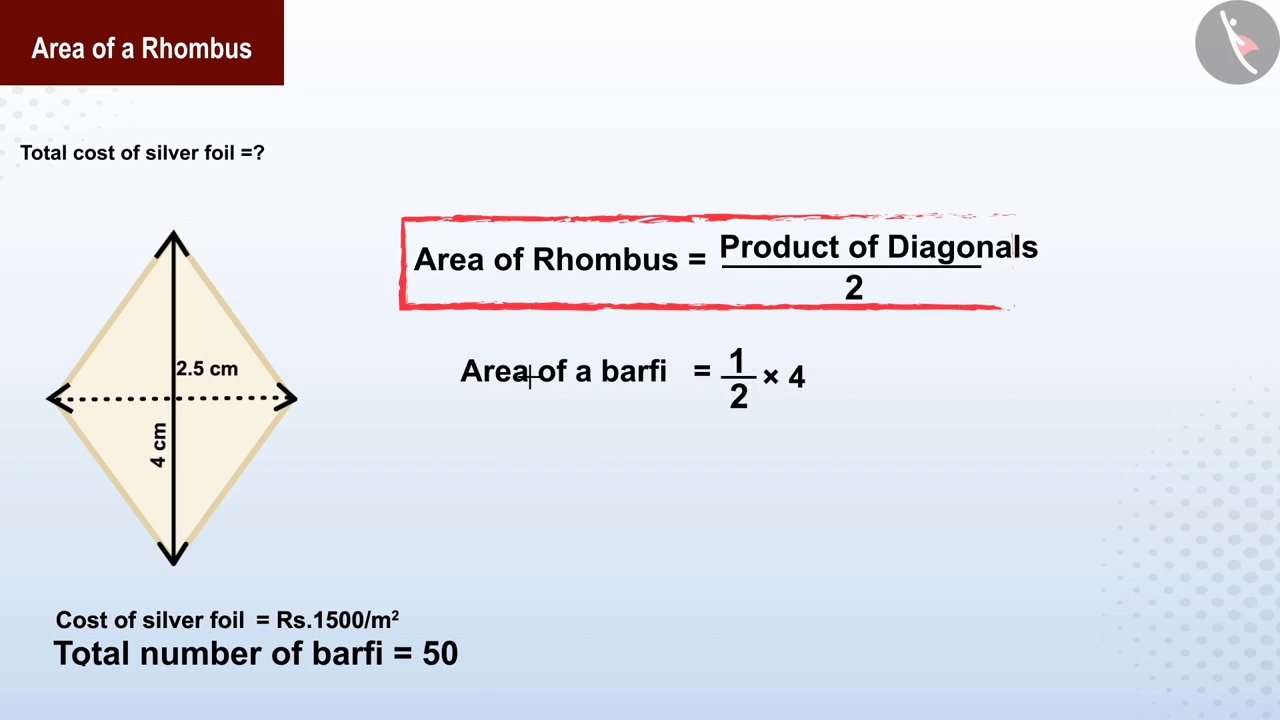 Area of a Rhombus
Total cost of silver foil =?
Area of Rhombus = Product of Diagonals
2
2.5 cm
4 cm
Area of a barfi = 1/2 × 4
Cost of silver foil = Rs.1500/m²
Total number of barfi = 50